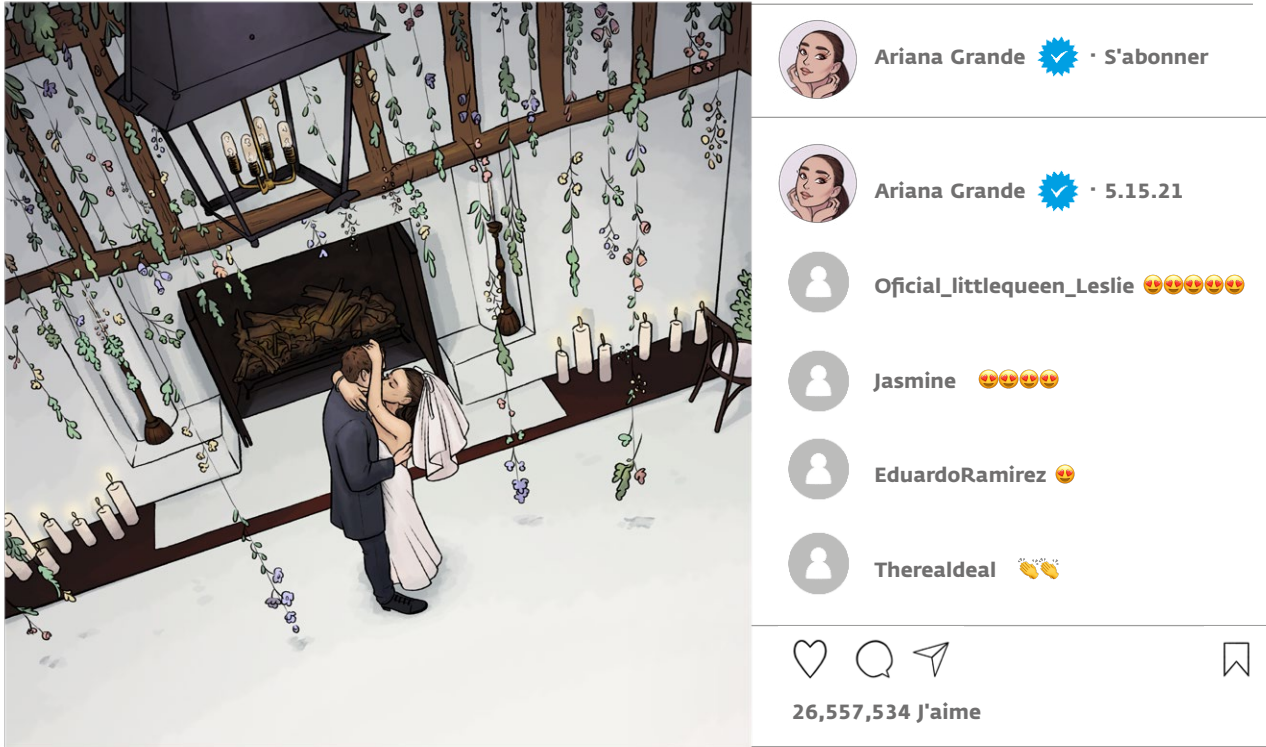 Ariana Grande · S'abonner
Ariana Grande · 5.15.21
Oficial_littlequeen_Leslie 😍😍😍😍😍
Jasmine 😍😍😍😍
EduardoRamirez 😍
Therealdeal 👏👏
26,557,534 J'aime